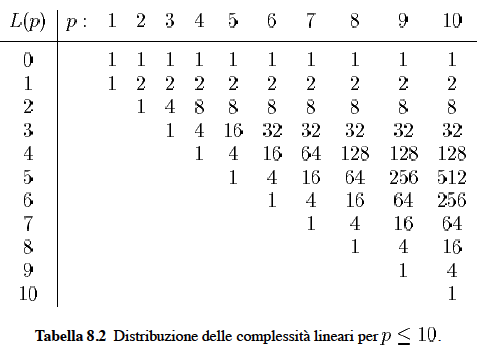 L(p) p : 1 2 3 4 5 6 7 8 9 10
0 1 1 1 1 1 1 1 1 1 1
1 1 2 2 2 2 2 2 2 2 2
2 1 4 8 8 8 8 8 8 8
3 1 4 16 32 32 32 32 32
4 1 4 16 64 128 128 128
5 1 4 16 64 256 512
6 1 4 16 64 256
7 1 4 16 64
8 1 4 16
9 1 4
10 1
Tabella 8.2 Distribuzione delle complessità lineari per p ≤ 10.